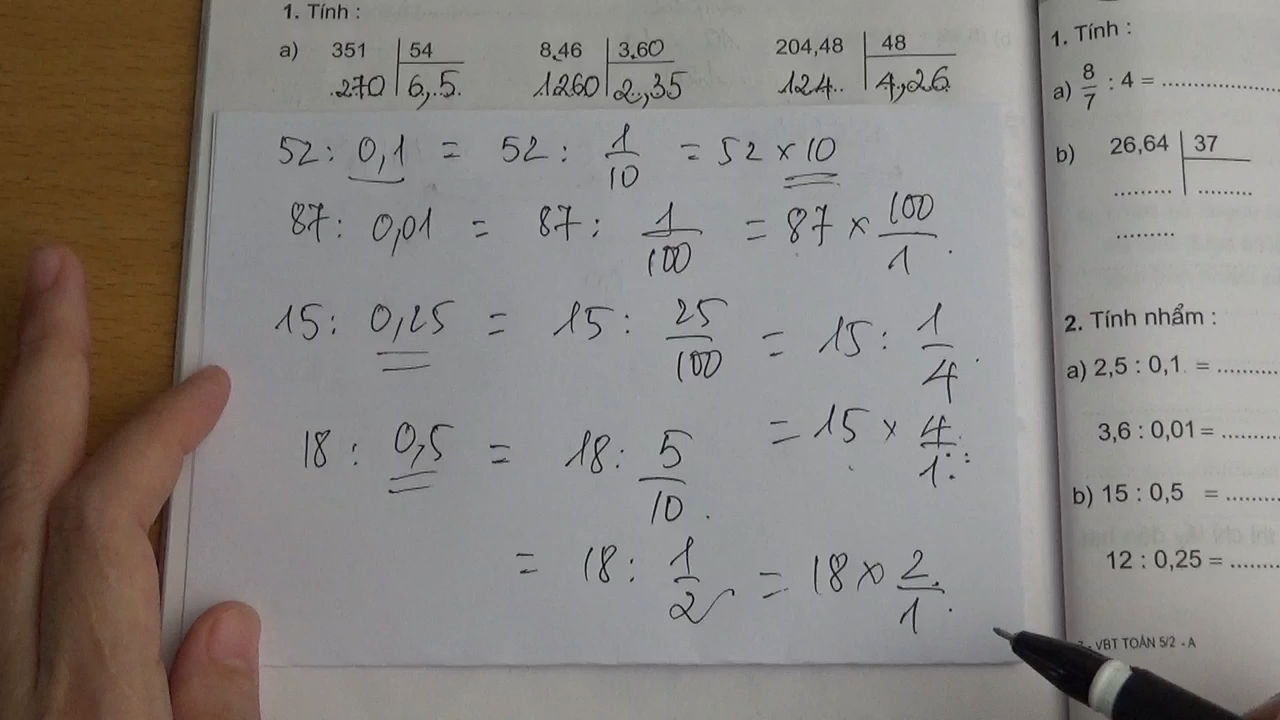 1. Tính :
a) 351 54 8,46 3,60 204,48 48
270 6,5 1260 2,35 124 4,26
52 : 0,1 = 52 : 1/10 = 52 × 10
87 : 0,01 = 87 : 1/100 = 87 × 100/1
15 : 0,25 = 15 : 25/100 = 15 : 1/4
= 15 × 4/1
18 : 0,5 = 18 : 5/10
= 18 : 1/2 = 18 × 2/1
1. Tính :
a) 8/7 : 4 = ..............
b) 26,64 37
......... .........
.........
2. Tính nhẩm :
a) 2,5 : 0,1 = .........
3,6 : 0,01 = .........
b) 15 : 0,5 = .........
12 : 0,25 = .........
- VBT TOÁN 5/2 - A